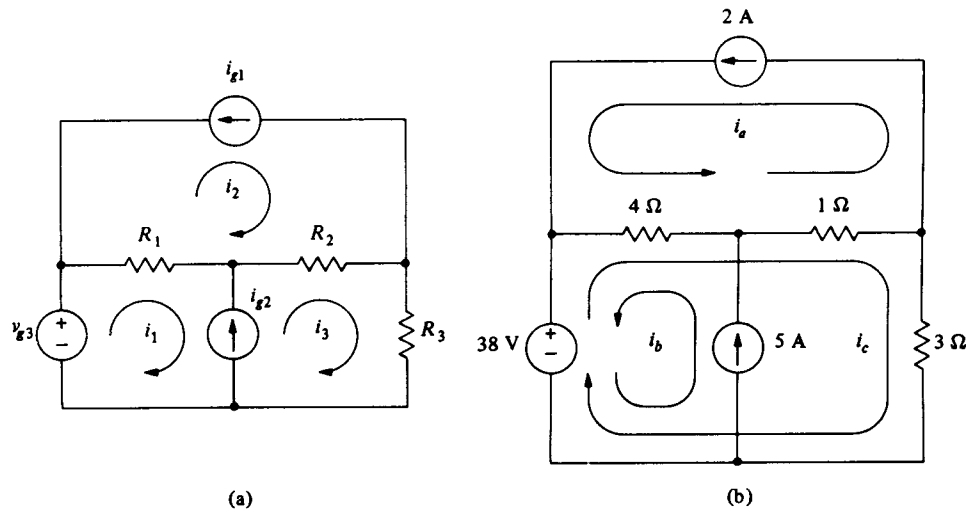 i_g1
i_2
R_1
R_2
i_g2
v_g3
+
−
i_1
i_3
R_3
(a)
2 A
i_a
4 Ω
1 Ω
38 V
+
−
i_b
5 A
i_c
3 Ω
(b)